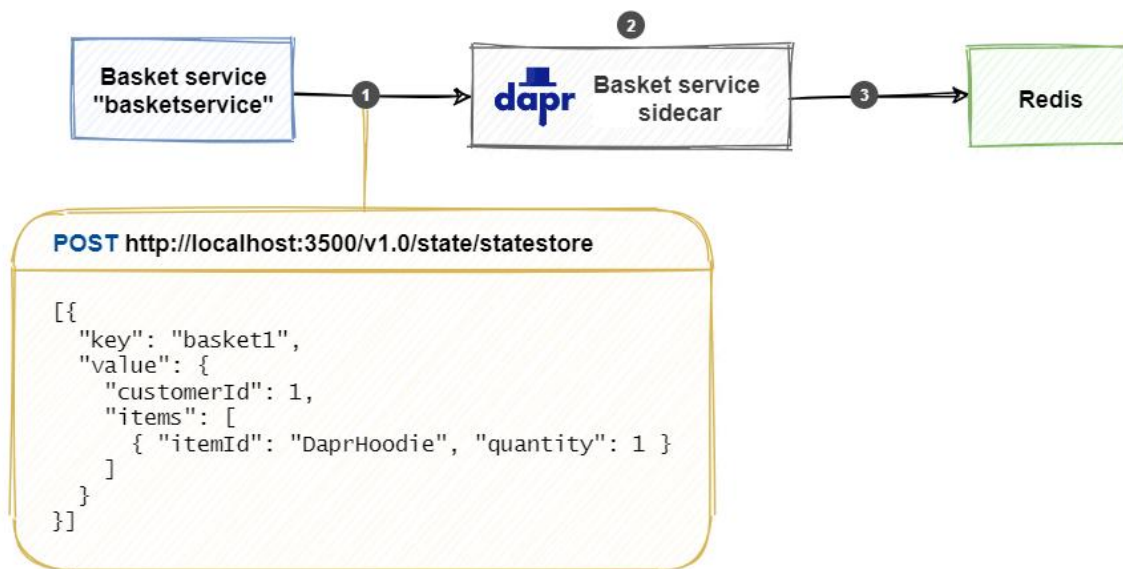 2
Basket service
"basketservice"
1
dapr
Basket service
sidecar
3
Redis
POST http://localhost:3500/v1.0/state/statestore
[{
  "key": "basket1",
  "value": {
    "customerId": 1,
    "items": [
      { "itemId": "DaprHoodie", "quantity": 1 }
    ]
  }
}]